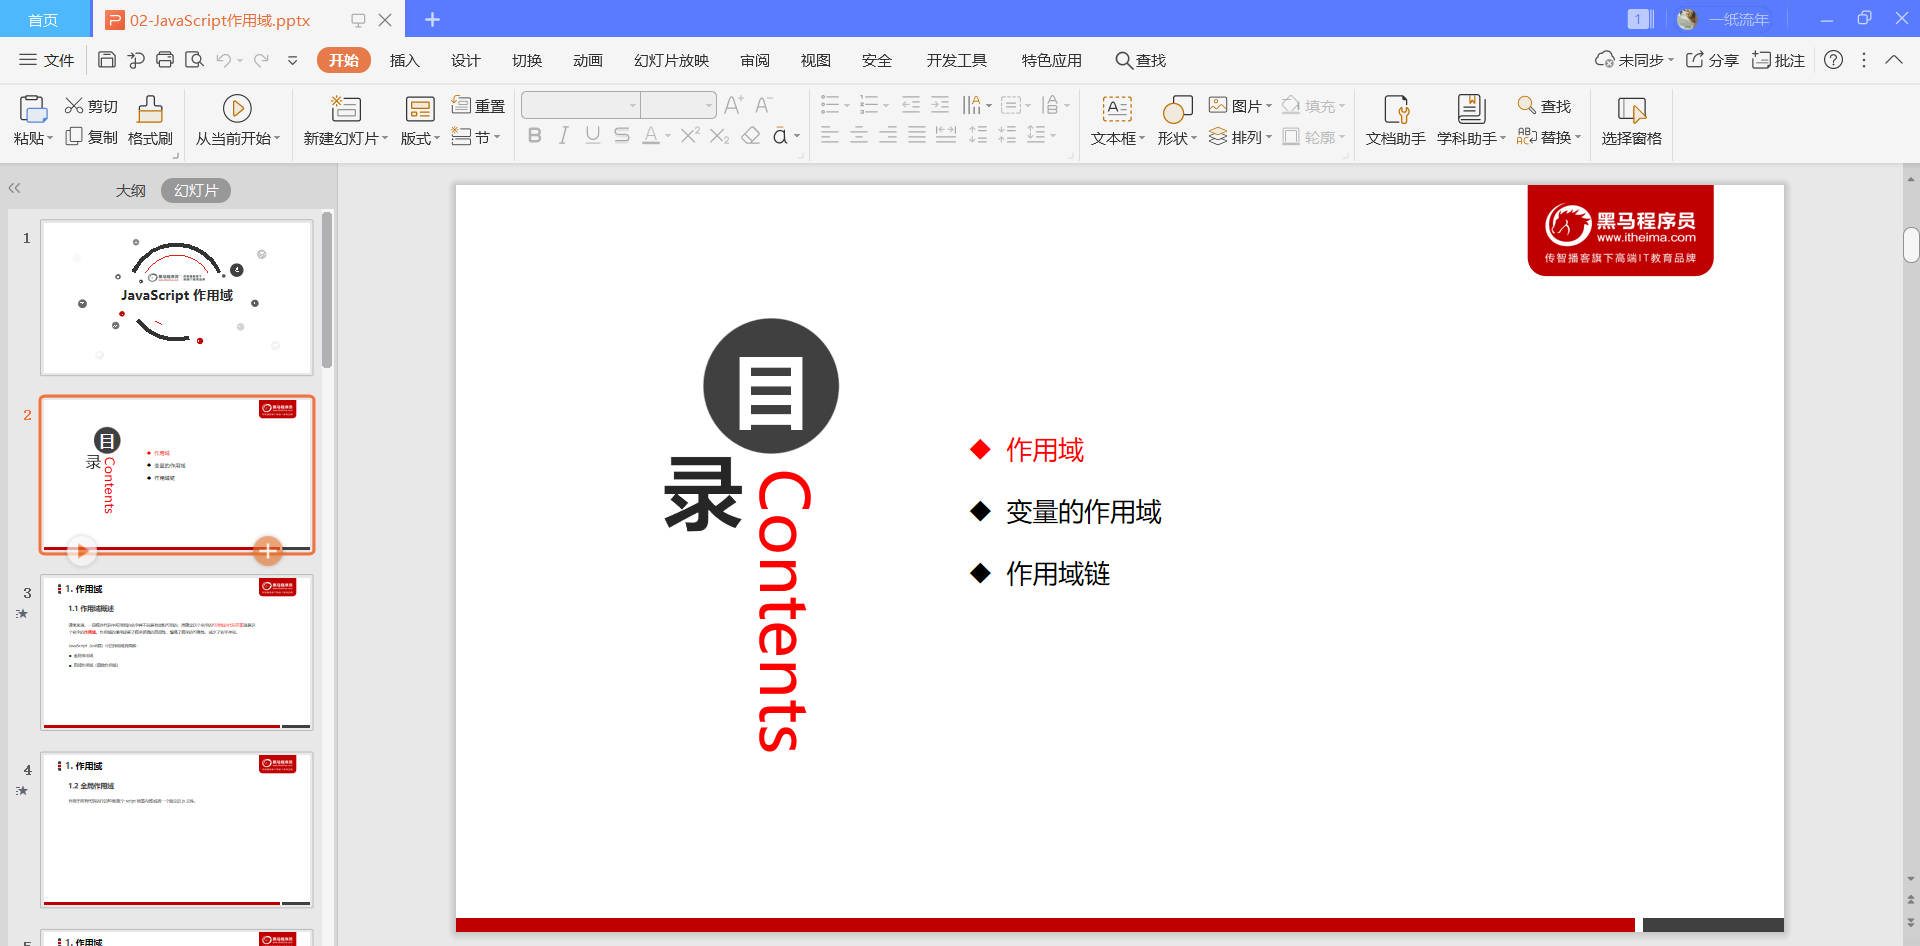 首页
02-JavaScript作用域.pptx
1
一纸流年
文件
开始
插入
设计
切换
动画
幻灯片放映
审阅
视图
安全
开发工具
特色应用
查找
未同步
分享
批注
粘贴
剪切
复制
格式刷
从当前开始
新建幻灯片
版式
重置
节
文本框
形状
图片
排列
填充
轮廓
文档助手
学科助手
查找
替换
选择窗格
大纲
幻灯片
1
JavaScript 作用域
2
目
录
Contents
作用域
变量的作用域
作用域链
3
1. 作用域
1.1 作用域概述
4
1. 作用域
1.2 全局作用域
5
1. 作用域
黑马程序员
www.itheima.com
传智播客旗下高端IT教育品牌
目
录
Contents
作用域
变量的作用域
作用域链